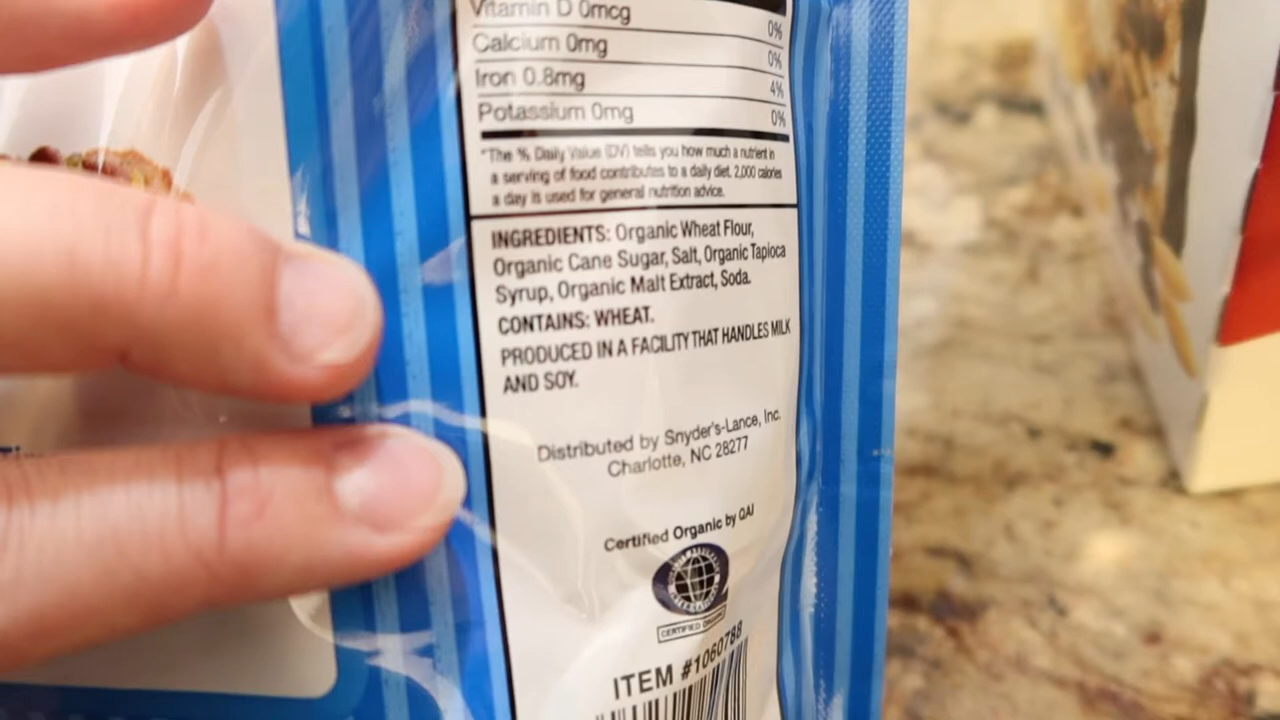 Vitamin D 0mcg 0%
Calcium 0mg 0%
Iron 0.8mg 4%
Potassium 0mg 0%
*The % Daily Value (DV) tells you how much a nutrient in
a serving of food contributes to a daily diet. 2,000 calories
a day is used for general nutrition advice.
INGREDIENTS: Organic Wheat Flour,
Organic Cane Sugar, Salt, Organic Tapioca
Syrup, Organic Malt Extract, Soda.
CONTAINS: WHEAT.
PRODUCED IN A FACILITY THAT HANDLES MILK
AND SOY.
Distributed by Snyder's-Lance, Inc.
Charlotte, NC 28277
Certified Organic by QAI
CERTIFIED ORGANIC
ITEM #1060788